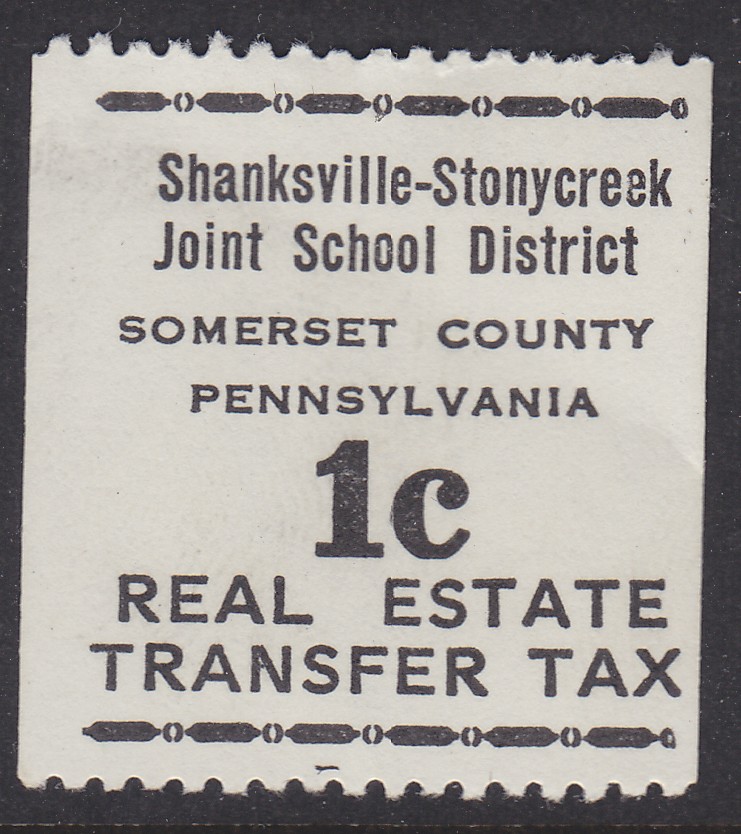 Shanksville-Stonycreek
Joint School District
SOMERSET COUNTY
PENNSYLVANIA
1c
REAL ESTATE
TRANSFER TAX